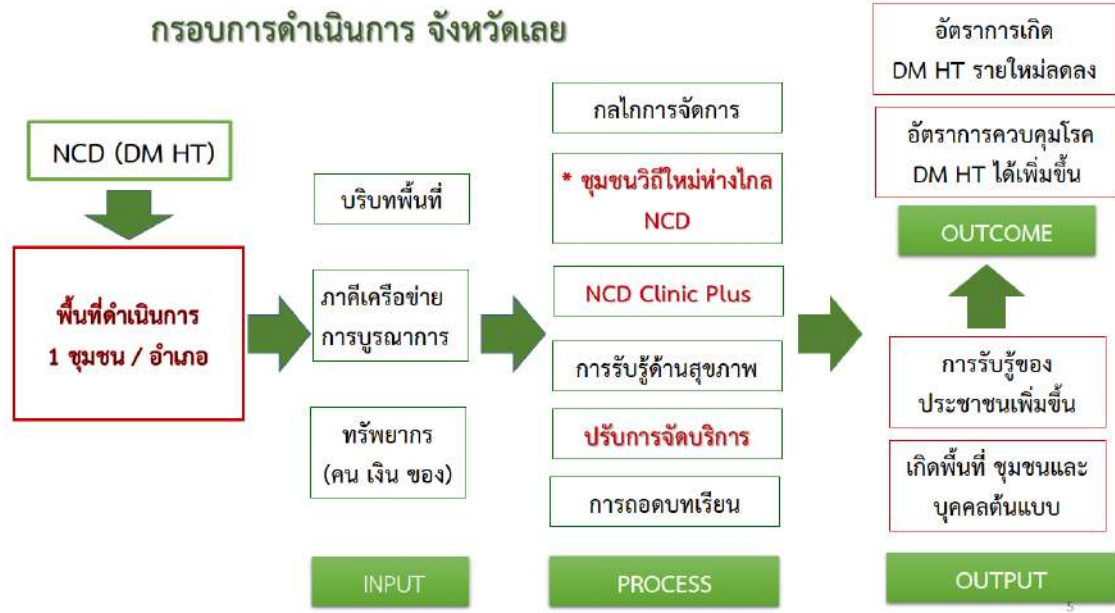 กรอบการดำเนินการ จังหวัดเลย
NCD (DM HT)
พื้นที่ดำเนินการ
1 ชุมชน / อำเภอ
บริบทพื้นที่
ภาคีเครือข่าย
การบูรณาการ
ทรัพยากร
(คน เงิน ของ)
INPUT
กลไกการจัดการ
* ชุมชนวิถีใหม่ห่างไกล
NCD
NCD Clinic Plus
การรับรู้ด้านสุขภาพ
ปรับการจัดบริการ
การถอดบทเรียน
PROCESS
อัตราการเกิด
DM HT รายใหม่ลดลง
อัตราการควบคุมโรค
DM HT ได้เพิ่มขึ้น
OUTCOME
การรับรู้ของ
ประชาชนเพิ่มขึ้น
เกิดพื้นที่ ชุมชนและ
บุคคลต้นแบบ
OUTPUT
5